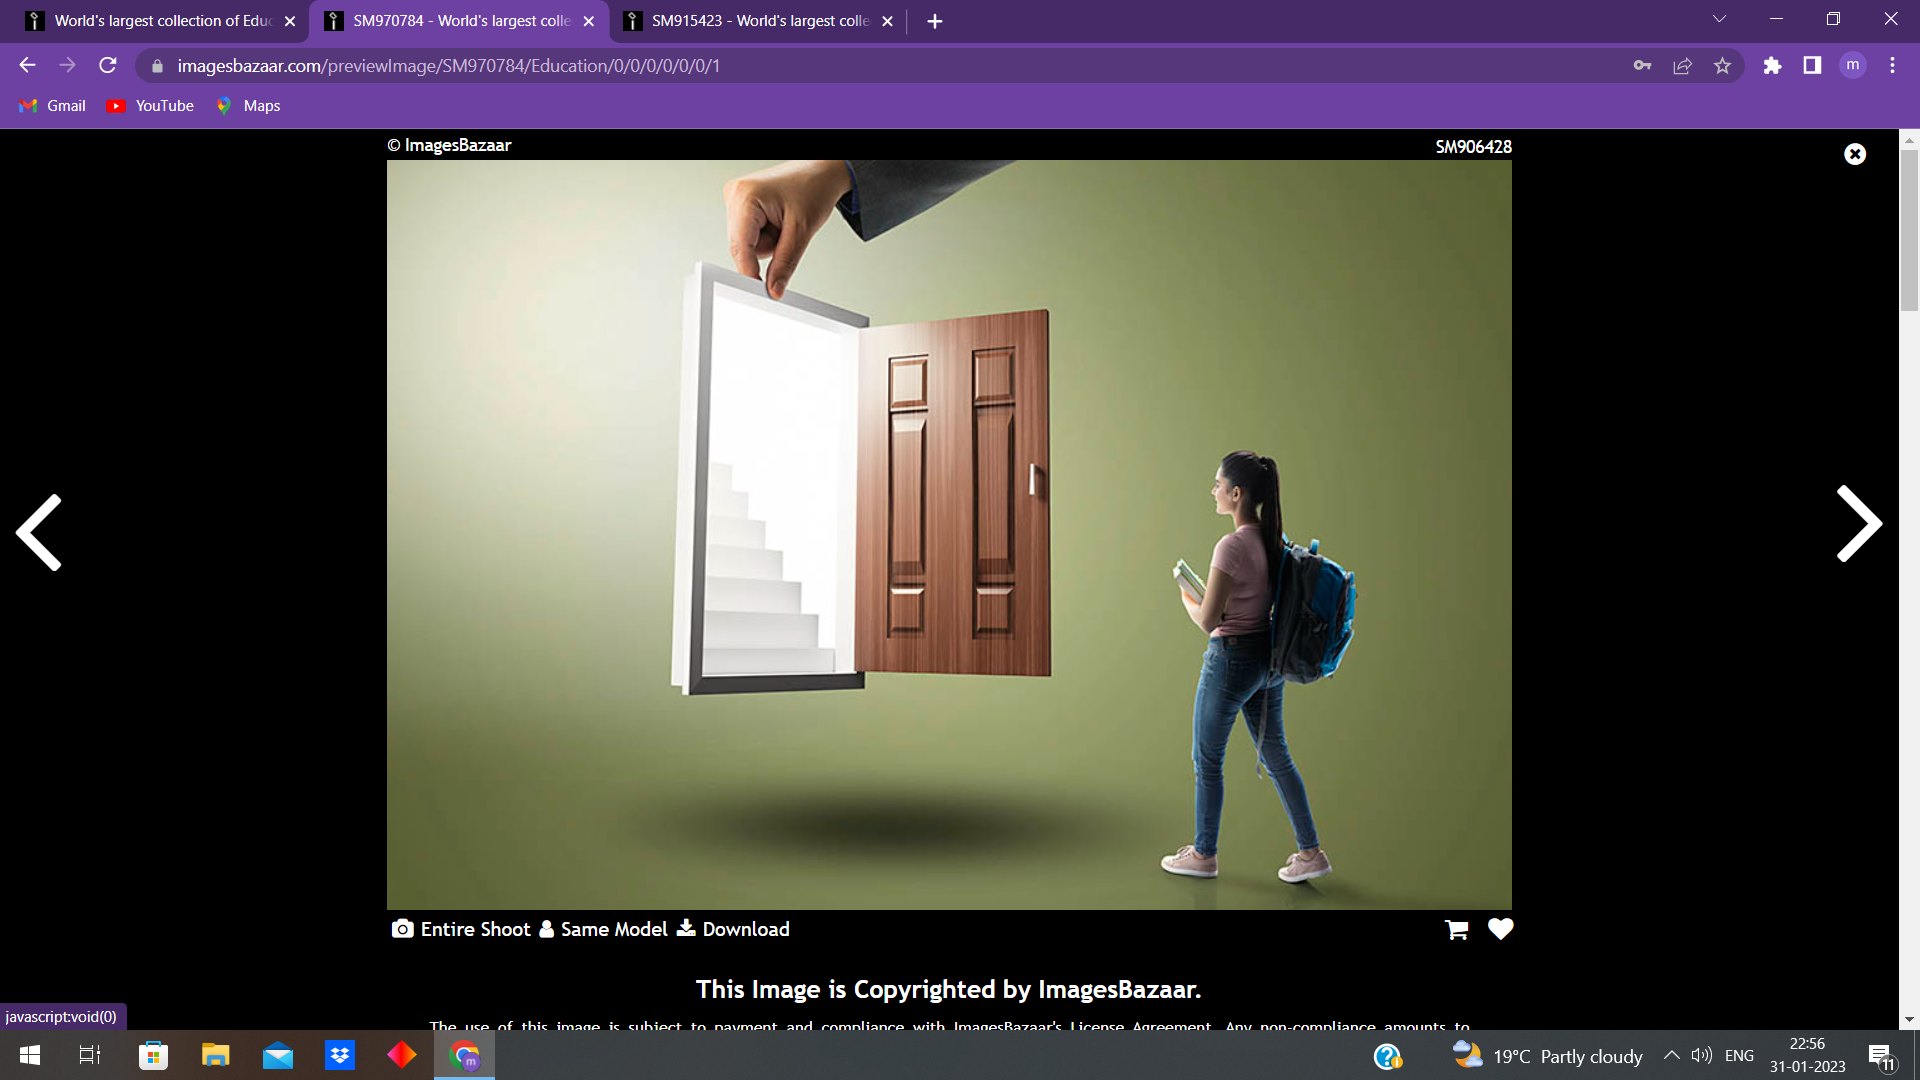 World's largest collection of Educ
SM970784 - World's largest colle
SM915423 - World's largest colle
imagesbazaar.com/previewImage/SM970784/Education/0/0/0/0/0/0/1
m
Gmail
YouTube
Maps
© ImagesBazaar
SM906428
Entire Shoot
Same Model
Download
This Image is Copyrighted by ImagesBazaar.
The use of this image is subject to payment and compliance with ImagesBazaar's License Agreement. Any non-compliance amounts to
javascript:void(0)
m
19°C Partly cloudy
ENG
22:56
31-01-2023
11